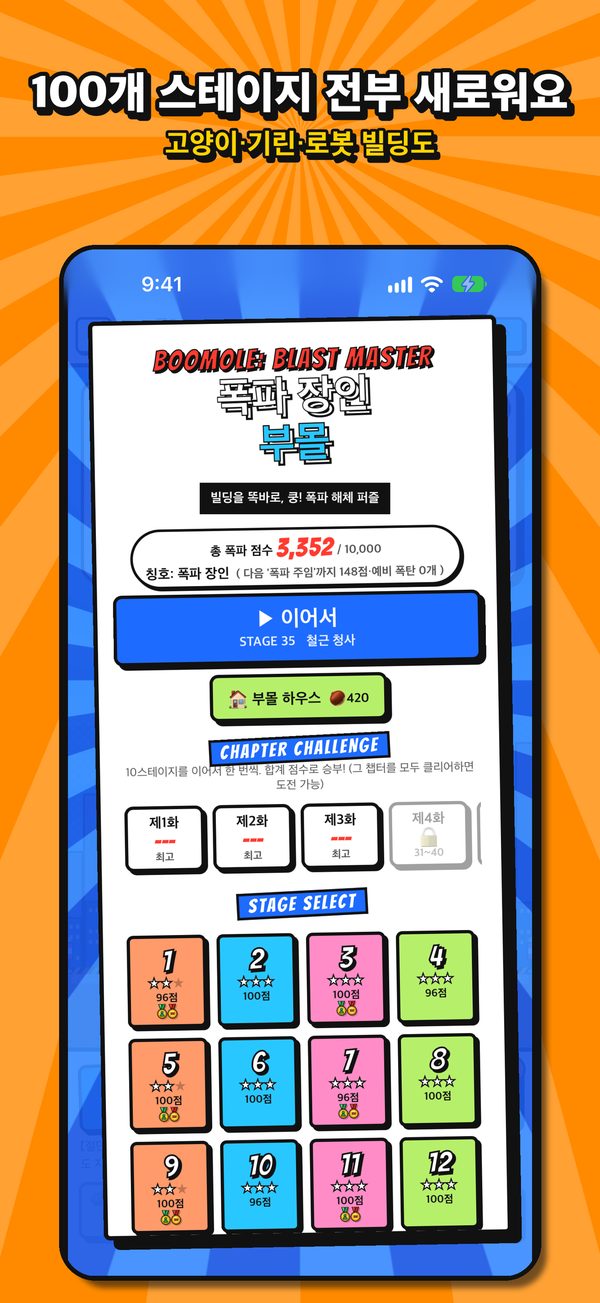 100개 스테이지 전부 새로워요
고양이·기린·로봇 빌딩도
9:41
BOOMOLE: BLAST MASTER
폭파 장인
부몰
빌딩을 똑바로, 쿵! 폭파 해체 퍼즐
총 폭파 점수 3,352 / 10,000
칭호: 폭파 장인 ( 다음 '폭파 주임'까지 148점·예비 폭탄 0개 )
▶ 이어서
STAGE 35 철근 청사
부몰 하우스 420
CHAPTER CHALLENGE
10스테이지를 이어서 한 번씩. 합계 점수로 승부! (그 챕터를 모두 클리어하면
도전 가능)
제1화 제2화 제3화 제4화
--- --- ---
최고 최고 최고 31~40
STAGE SELECT
1 2 3 4
96점 100점 100점 96점
5 6 7 8
100점 100점 96점 100점
9 10 11 12
100점 96점 100점 100점